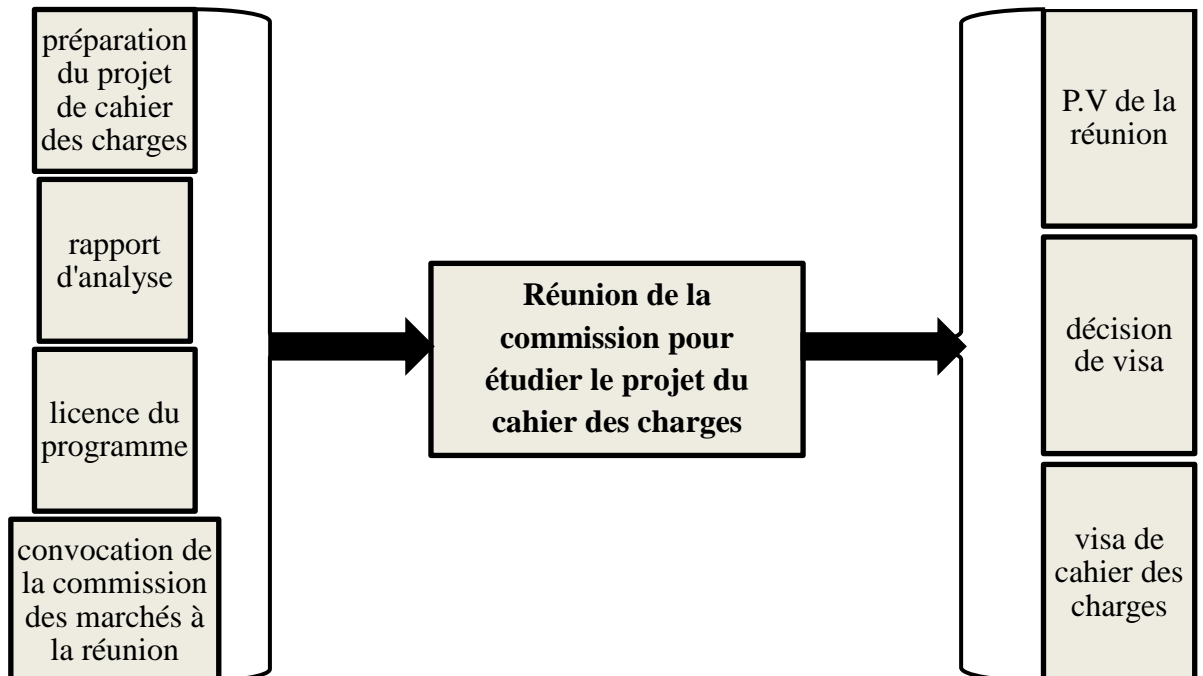 préparation
du projet
de cahier
des charges
rapport
d'analyse
licence du
programme
convocation de
la commission
des marchés à
la réunion
Réunion de la
commission pour
étudier le projet du
cahier des charges
P.V de la
réunion
décision
de visa
visa de
cahier des
charges